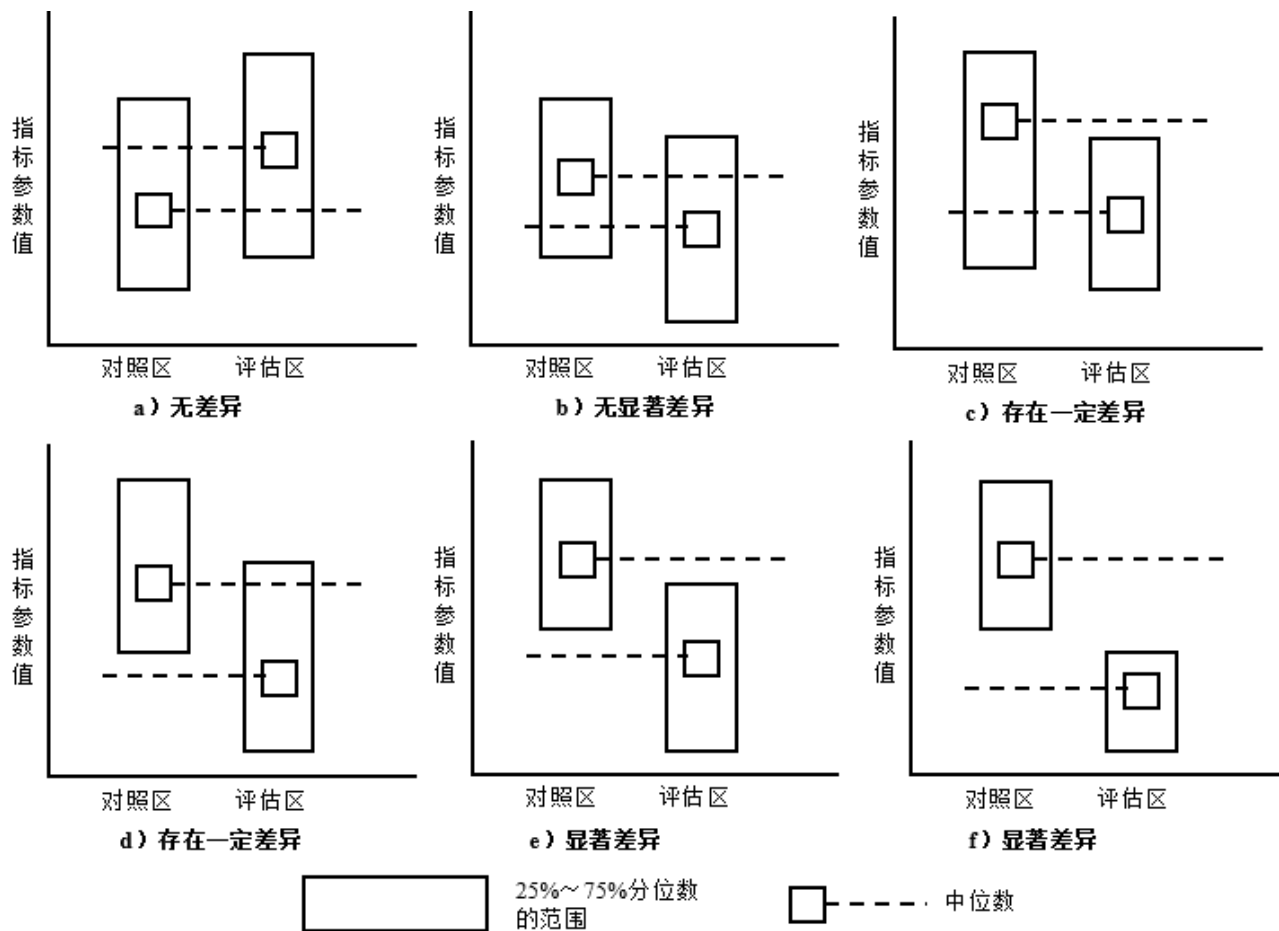 指标参数值
指标参数值
指标参数值
对照区 评估区
对照区 评估区
对照区 评估区
a）无差异
b）无显著差异
c）存在一定差异
指标参数值
指标参数值
指标参数值
对照区 评估区
对照区 评估区
对照区 评估区
d）存在一定差异
e）显著差异
f）显著差异
25%～75%分位数
的范围
中位数